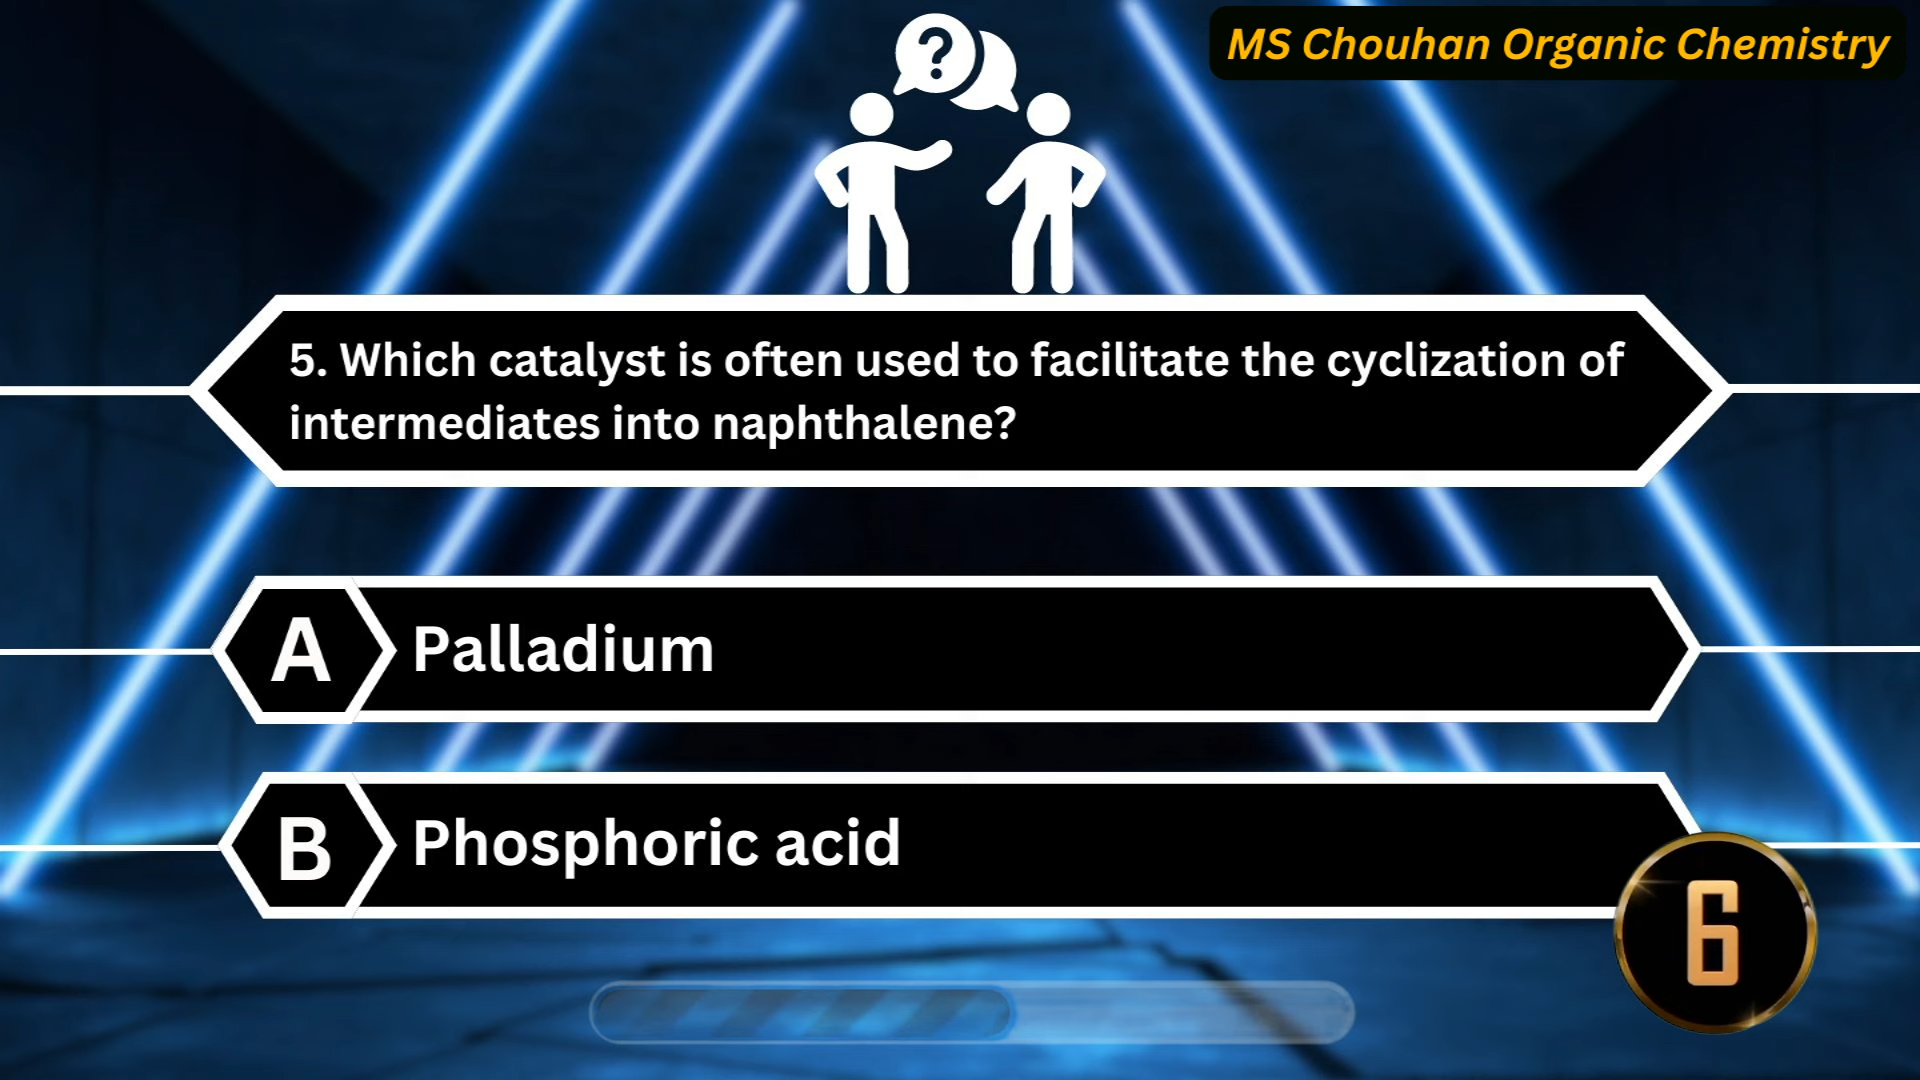 MS Chouhan Organic Chemistry
?
5. Which catalyst is often used to facilitate the cyclization of
intermediates into naphthalene?
A Palladium
B Phosphoric acid
6